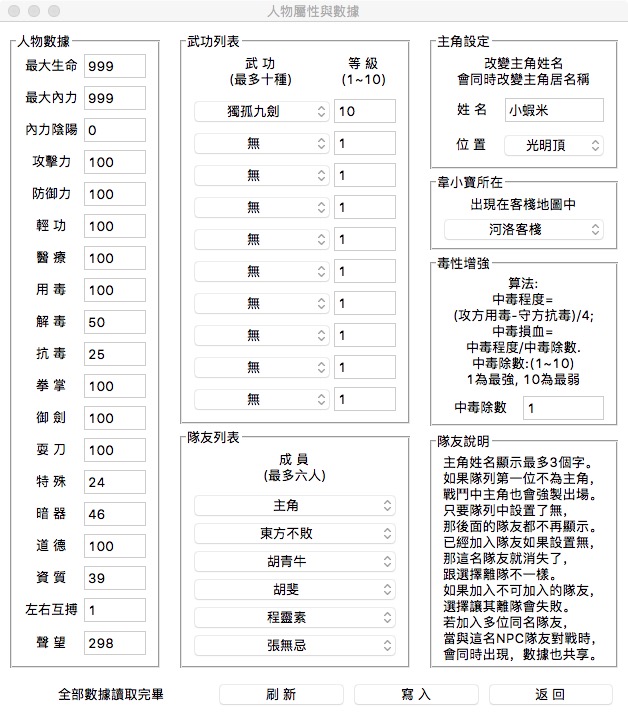 人物屬性與數據
人物數據
最大生命 999
最大內力 999
內力陰陽 0
攻擊力 100
防御力 100
輕 功 100
醫 療 100
用 毒 100
解 毒 50
抗 毒 25
拳 掌 100
御 劍 100
耍 刀 100
特 殊 24
暗 器 46
道 德 100
資 質 39
左右互搏 1
聲 望 298
武功列表
武 功 等 級
(最多十種) (1~10)
獨孤九劍 10
無 1
無 1
無 1
無 1
無 1
無 1
無 1
無 1
無 1
隊友列表
成 員
(最多六人)
主角
東方不敗
胡青牛
胡斐
程靈素
張無忌
主角設定
改變主角姓名
會同時改變主角居名稱
姓 名 小蝦米
位 置 光明頂
韋小寶所在
出現在客棧地圖中
河洛客棧
毒性增強
算法:
中毒程度=
(攻方用毒-守方抗毒)/4;
中毒損血=
中毒程度/中毒除數.
中毒除數:(1~10)
1為最強, 10為最弱
中毒除數 1
隊友說明
主角姓名顯示最多3個字。
如果隊列第一位不為主角,
戰鬥中主角也會強製出場。
只要隊列中設置了無,
那後面的隊友都不再顯示。
已經加入隊友如果設置無,
那這名隊友就消失了,
跟選擇離隊不一樣。
如果加入不可加入的隊友,
選擇讓其離隊會失敗。
若加入多位同名隊友,
當與這名NPC隊友對戰時,
會同時出現，數據也共享。
全部數據讀取完畢 刷 新 寫 入 返 回